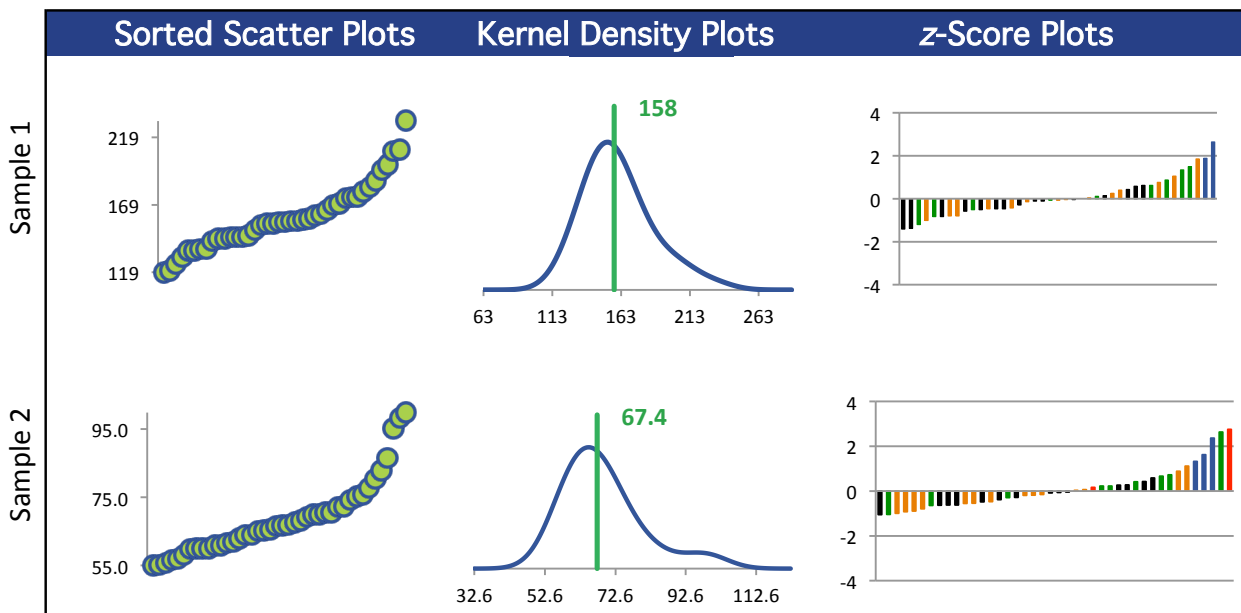 Sorted Scatter Plots
Kernel Density Plots
z-Score Plots
Sample 1
219
169
119
158
63 113 163 213 263
4
2
0
-2
-4
Sample 2
95.0
75.0
55.0
67.4
32.6 52.6 72.6 92.6 112.6
4
2
0
-2
-4